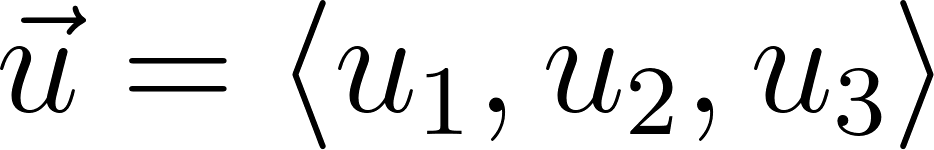 u⃗ = ⟨u₁, u₂, u₃⟩